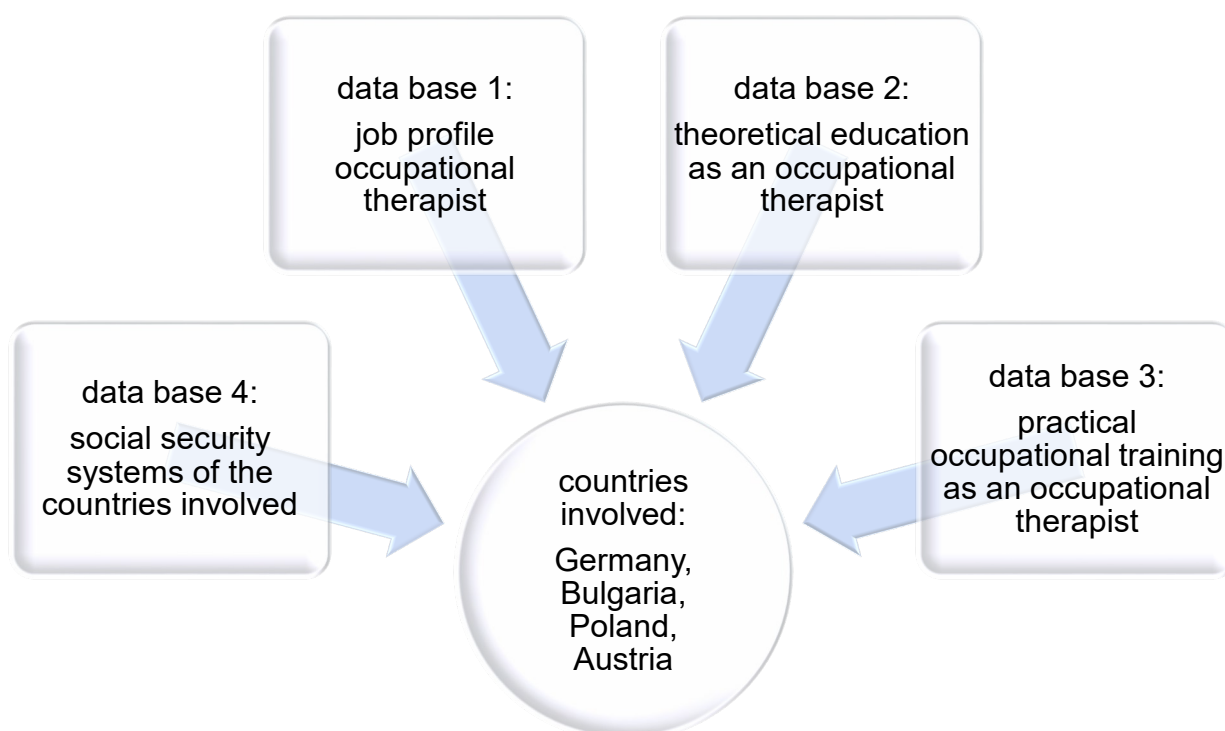 data base 1:
job profile
occupational
therapist
data base 2:
theoretical education
as an occupational
therapist
data base 4:
social security
systems of the
countries involved
data base 3:
practical
occupational training
as an occupational
therapist
countries
involved:
Germany,
Bulgaria,
Poland,
Austria